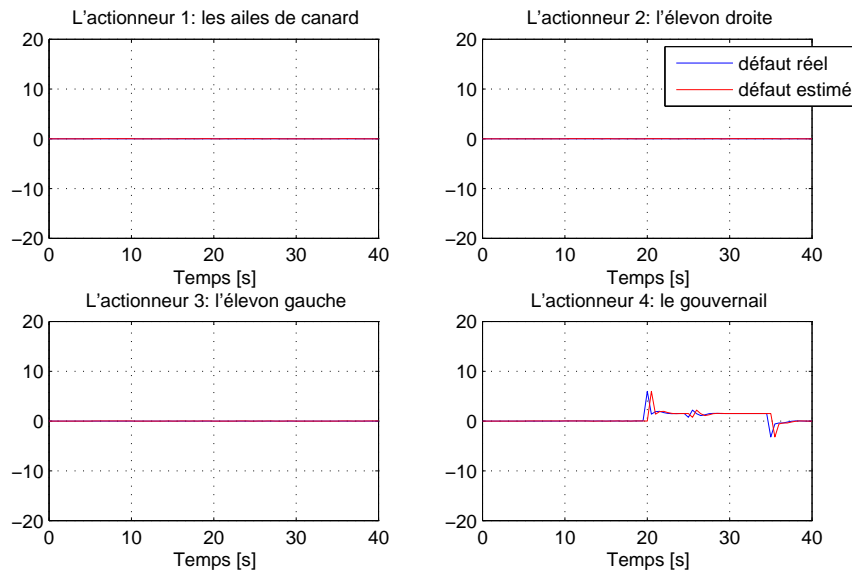 L'actionneur 1: les ailes de canard
20
10
0
−10
−20
0 10 20 30 40
Temps [s]
L'actionneur 2: l'élevon droite
défaut réel
défaut estimé
20
10
0
−10
−20
0 10 20 30 40
Temps [s]
L'actionneur 3: l'élevon gauche
20
10
0
−10
−20
0 10 20 30 40
Temps [s]
L'actionneur 4: le gouvernail
20
10
0
−10
−20
0 10 20 30 40
Temps [s]